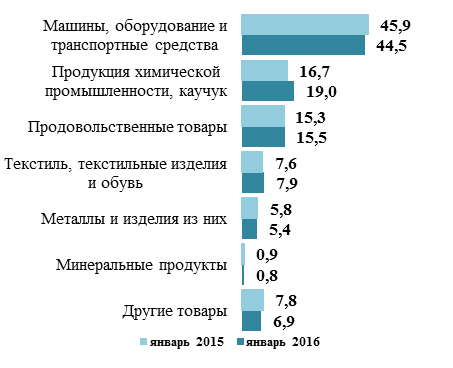 Машины, оборудование и
транспортные средства
45,9
44,5
Продукция химической
промышленности, каучук
16,7
19,0
Продовольственные товары
15,3
15,5
Текстиль, текстильные изделия
и обувь
7,6
7,9
Металлы и изделия из них
5,8
5,4
Минеральные продукты
0,9
0,8
Другие товары
7,8
6,9
январь 2015 январь 2016